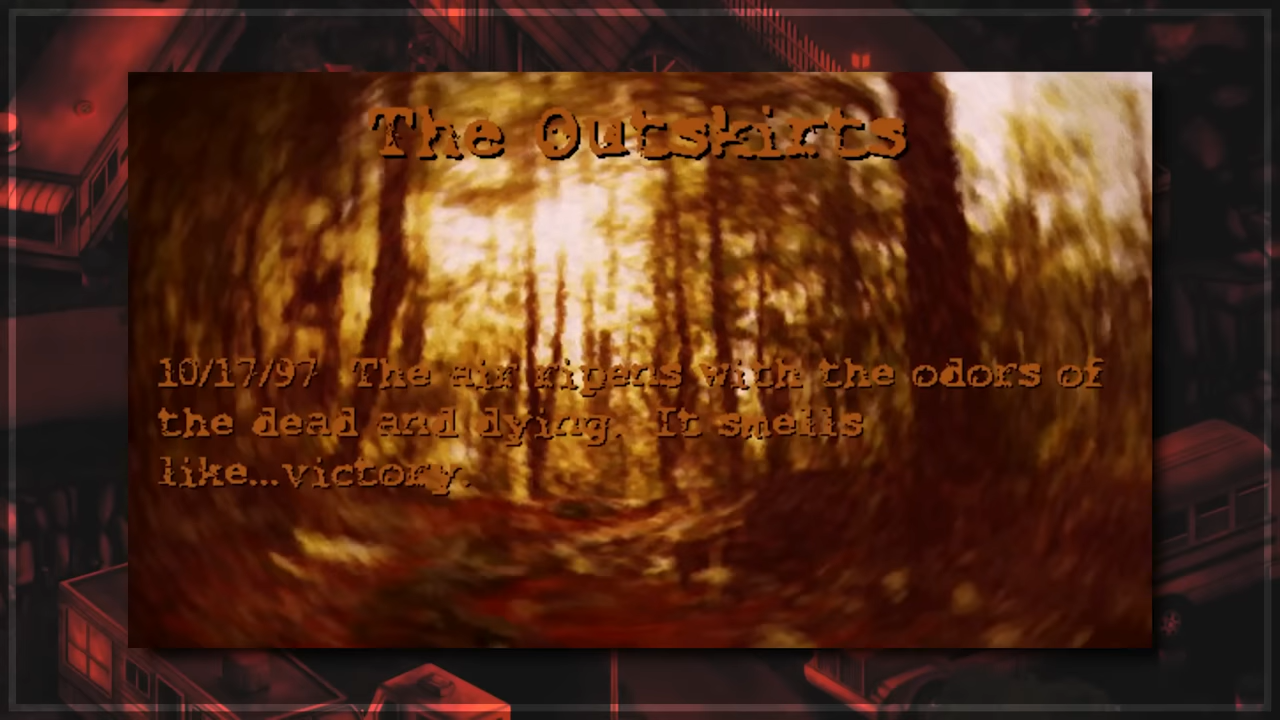 The Outskirts
10/17/97 The air ripens with the odors of
the dead and dying. It smells
like...victory.